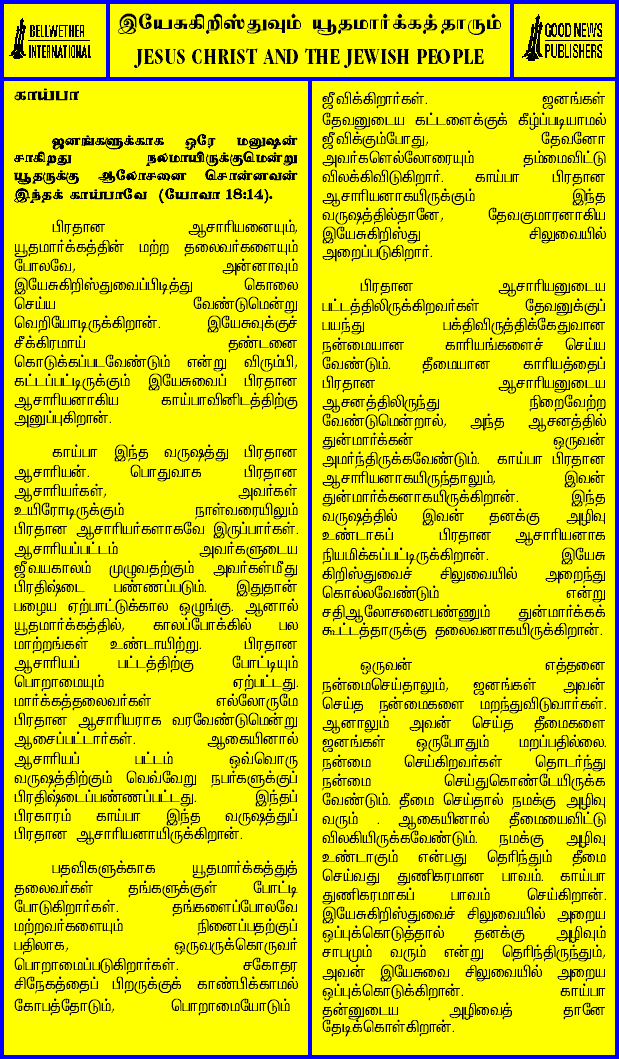 BELLWETHER
INTERNATIONAL
இயேசுகிறிஸ்துவும் யூதமார்க்கத்தாரும்
JESUS CHRIST AND THE JEWISH PEOPLE
GOOD NEWS
PUBLISHERS
காய்பா
ஜனங்களுக்காக ஒரே மனுஷன்
சாகிறது நலமாயிருக்குமென்று
யூதருக்கு ஆலோசனை சொன்னவன்
இந்தக் காய்பாவே (யோவா 18:14).
பிரதான ஆசாரியனையும்,
யூதமார்க்கத்தின் மற்ற தலைவர்களையும்
போலவே, அன்னாவும்
இயேசுகிறிஸ்துவைப்பிடித்து கொலை
செய்ய வேண்டுமென்று
வெறியோடிருக்கிறான். இயேசுவுக்குச்
சீக்கிரமாய் தண்டனை
கொடுக்கப்படவேண்டும் என்று விரும்பி,
கட்டப்பட்டிருக்கும் இயேசுவைப் பிரதான
ஆசாரியனாகிய காய்பாவினிடத்திற்கு
அனுப்புகிறான்.
காய்பா இந்த வருஷத்து பிரதான
ஆசாரியன். பொதுவாக பிரதான
ஆசாரியர்கள், அவர்கள்
உயிரோடிருக்கும் நாள்வரையிலும்
பிரதான ஆசாரியர்களாகவே இருப்பார்கள்.
ஆசாரியப்பட்டம் அவர்களுடைய
ஜீவயகாலம் முழுவதற்கும் அவர்கள்மீது
பிரதிஷ்டை பண்ணப்படும். இதுதான்
பழைய ஏற்பாட்டுக்கால ஒழுங்கு. ஆனால்
யூதமார்க்கத்தில், காலப்போக்கில் பல
மாற்றங்கள் உண்டாயிற்று. பிரதான
ஆசாரியப் பட்டத்திற்கு போட்டியும்
பொறாமையும் ஏற்பட்டது.
மார்க்கத்தலைவர்கள் எல்லோருமே
பிரதான ஆசாரியராக வரவேண்டுமென்று
ஆசைப்பட்டார்கள். ஆகையினால்
ஆசாரியப் பட்டம் ஒவ்வொரு
வருஷத்திற்கும் வெவ்வேறு நபர்களுக்குப்
பிரதிஷ்டைப்பண்ணப்பட்டது. இந்தப்
பிரகாரம் காய்பா இந்த வருஷத்துப்
பிரதான ஆசாரியனாயிருக்கிறான்.
பதவிகளுக்காக யூதமார்க்கத்துத்
தலைவர்கள் தங்களுக்குள் போட்டி
போடுகிறார்கள். தங்களைப்போலவே
மற்றவர்களையும் நினைப்பதற்குப்
பதிலாக, ஒருவருக்கொருவர்
பொறாமைப்படுகிறார்கள். சகோதர
சிநேகத்தைப் பிறருக்குக் காண்பிக்காமல்
கோபத்தோடும், பொறாமையோடும்
ஜீவிக்கிறார்கள். ஜனங்கள்
தேவனுடைய கட்டளைக்குக் கீழ்ப்படியாமல்
ஜீவிக்கும்போது, தேவனோ
அவர்களெல்லோரையும் தம்மைவிட்டு
விலக்கிவிடுகிறார். காய்பா பிரதான
ஆசாரியனாகயிருக்கும் இந்த
வருஷத்தில்தானே, தேவகுமாரனாகிய
இயேசுகிறிஸ்து சிலுவையில்
அறைப்படுகிறார்.
பிரதான ஆசாரியனுடைய
பட்டத்திலிருக்கிறவர்கள் தேவனுக்குப்
பயந்து பக்திவிருத்திக்கேதுவான
நன்மையான காரியங்களைச் செய்ய
வேண்டும். தீமையான காரியத்தைப்
பிரதான ஆசாரியனுடைய
ஆசனத்திலிருந்து நிறைவேற்ற
வேண்டுமென்றால், அந்த ஆசனத்தில்
துன்மார்க்கன் ஒருவன்
அமர்ந்திருக்கவேண்டும். காய்பா பிரதான
ஆசாரியனாகயிருந்தாலும், இவன்
துன்மார்க்கனாகயிருக்கிறான். இந்த
வருஷத்தில் இவன் தனக்கு அழிவு
உண்டாகப் பிரதான ஆசாரியனாக
நியமிக்கப்பட்டிருக்கிறான். இயேசு
கிறிஸ்துவைச் சிலுவையில் அறைந்து
கொல்லவேண்டும் என்று
சதிஆலோசனைபண்ணும் துன்மார்க்கக்
கூட்டத்தாருக்கு தலைவனாகயிருக்கிறான்.
ஒருவன் எத்தனை
நன்மைசெய்தாலும், ஜனங்கள் அவன்
செய்த நன்மைகளை மறந்துவிடுவார்கள்.
ஆனாலும் அவன் செய்த தீமைகளை
ஜனங்கள் ஒருபோதும் மறப்பதில்லை.
நன்மை செய்கிறவர்கள் தொடர்ந்து
நன்மை செய்துகொண்டேயிருக்க
வேண்டும். தீமை செய்தால் நமக்கு அழிவு
வரும் . ஆகையினால் தீமையைவிட்டு
விலகியிருக்கவேண்டும். நமக்கு அழிவு
உண்டாகும் என்பது தெரிந்தும் தீமை
செய்வது துணிகரமான பாவம். காய்பா
துணிகரமாகப் பாவம் செய்கிறான்.
இயேசுகிறிஸ்துவைச் சிலுவையில் அறைய
ஒப்புக்கொடுத்தால் தனக்கு அழிவும்
சாபமும் வரும் என்று தெரிந்திருந்தும்,
அவன் இயேசுவை சிலுவையில் அறைய
ஒப்புக்கொடுக்கிறான். காய்பா
தன்னுடைய அழிவைத் தானே
தேடிக்கொள்கிறான்.